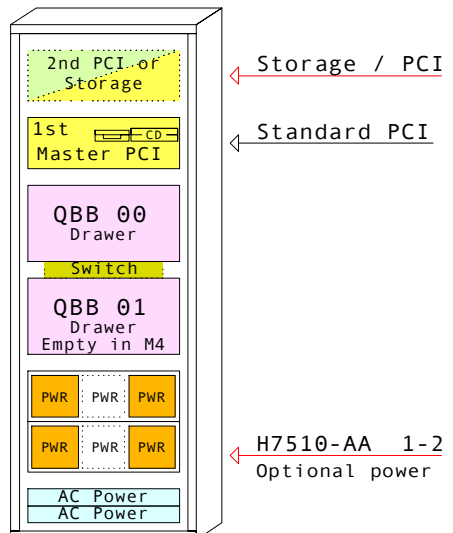 2nd PCI or
Storage
Storage / PCI
1st
CD
Master PCI
Standard PCI
QBB 00
Drawer
Switch
QBB 01
Drawer
Empty in M4
PWR PWR PWR
PWR PWR PWR
H7510-AA 1-2
Optional power
AC Power
AC Power